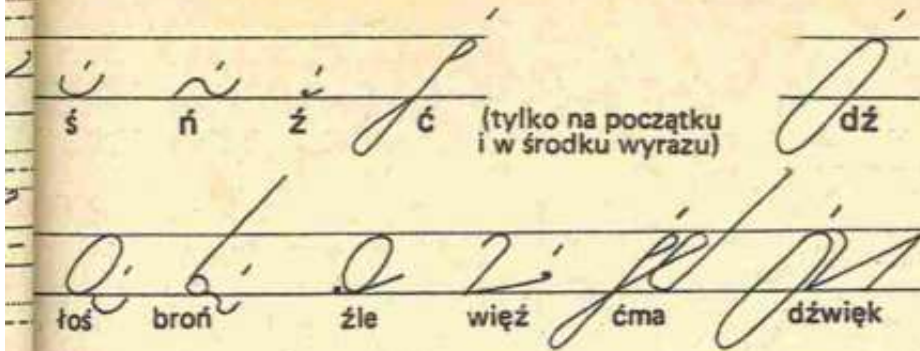 ś ń ź ć (tylko na początku dź
i w środku wyrazu)
łoś broń źle więź ćma dźwięk